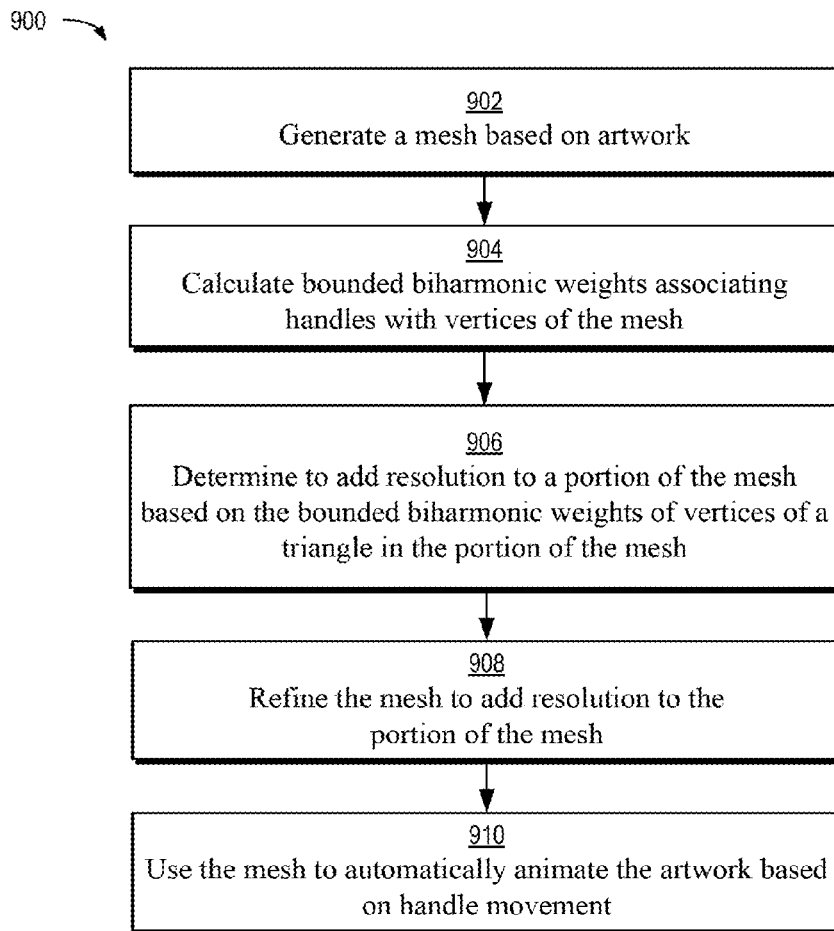 900
902
Generate a mesh based on artwork
904
Calculate bounded biharmonic weights associating
handles with vertices of the mesh
906
Determine to add resolution to a portion of the mesh
based on the bounded biharmonic weights of vertices of a
triangle in the portion of the mesh
908
Refine the mesh to add resolution to the
portion of the mesh
910
Use the mesh to automatically animate the artwork based
on handle movement